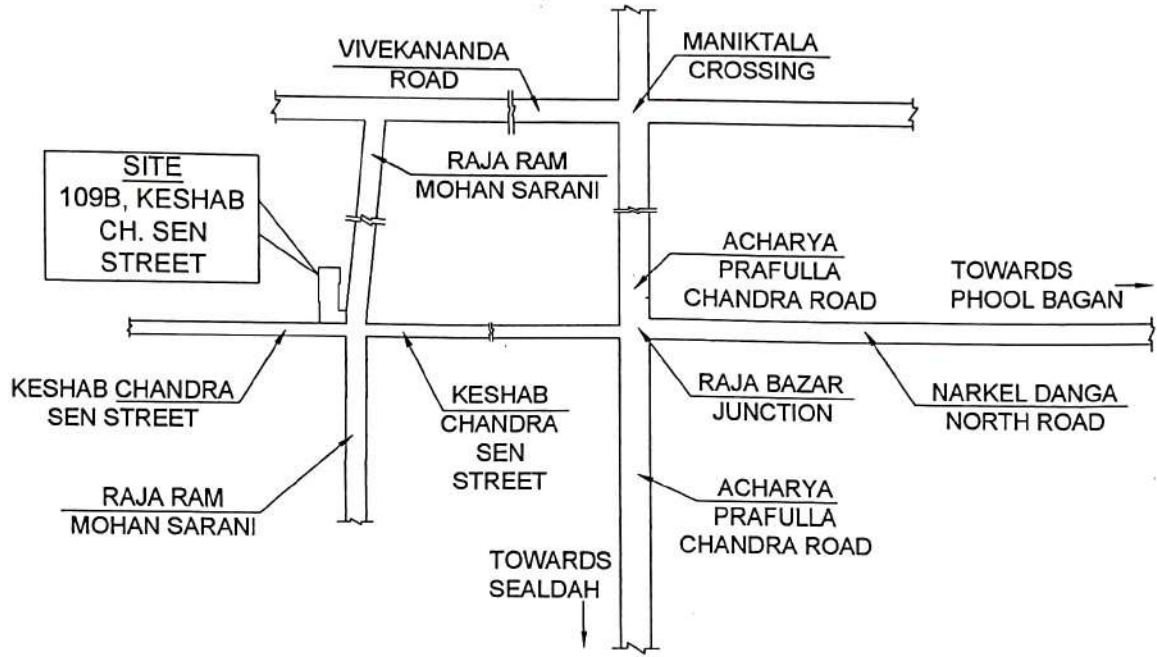 VIVEKANANDA
ROAD
MANIKTALA
CROSSING
SITE
109B, KESHAB
CH. SEN
STREET
RAJA RAM
MOHAN SARANI
ACHARYA
PRAFULLA
CHANDRA ROAD
TOWARDS
PHOOL BAGAN
KESHAB CHANDRA
SEN STREET
KESHAB
CHANDRA
SEN
STREET
RAJA BAZAR
JUNCTION
NARKEL DANGA
NORTH ROAD
RAJA RAM
MOHAN SARANI
ACHARYA
PRAFULLA
CHANDRA ROAD
TOWARDS
SEALDAH